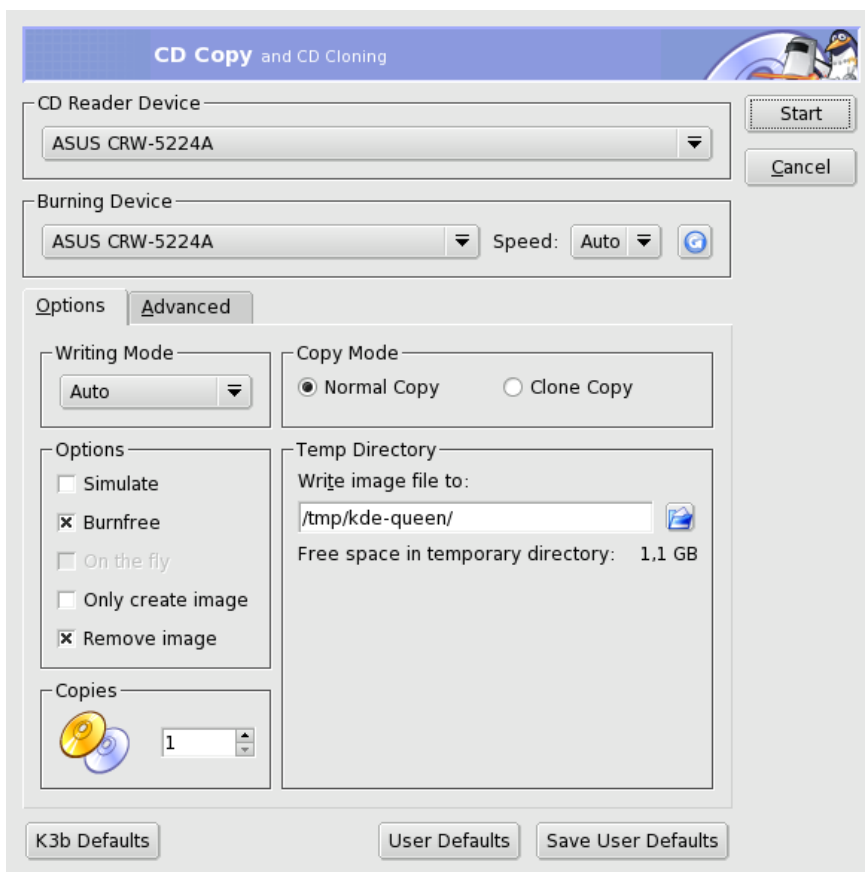 CD Copy and CD Cloning
CD Reader Device
Start
ASUS CRW-5224A
Cancel
Burning Device
ASUS CRW-5224A Speed: Auto
Options Advanced
Writing Mode Copy Mode
Auto Normal Copy Clone Copy
Options Temp Directory
Simulate Write image file to:
Burnfree /tmp/kde-queen/
On the fly Free space in temporary directory: 1,1 GB
Only create image
Remove image
Copies
1
K3b Defaults User Defaults Save User Defaults